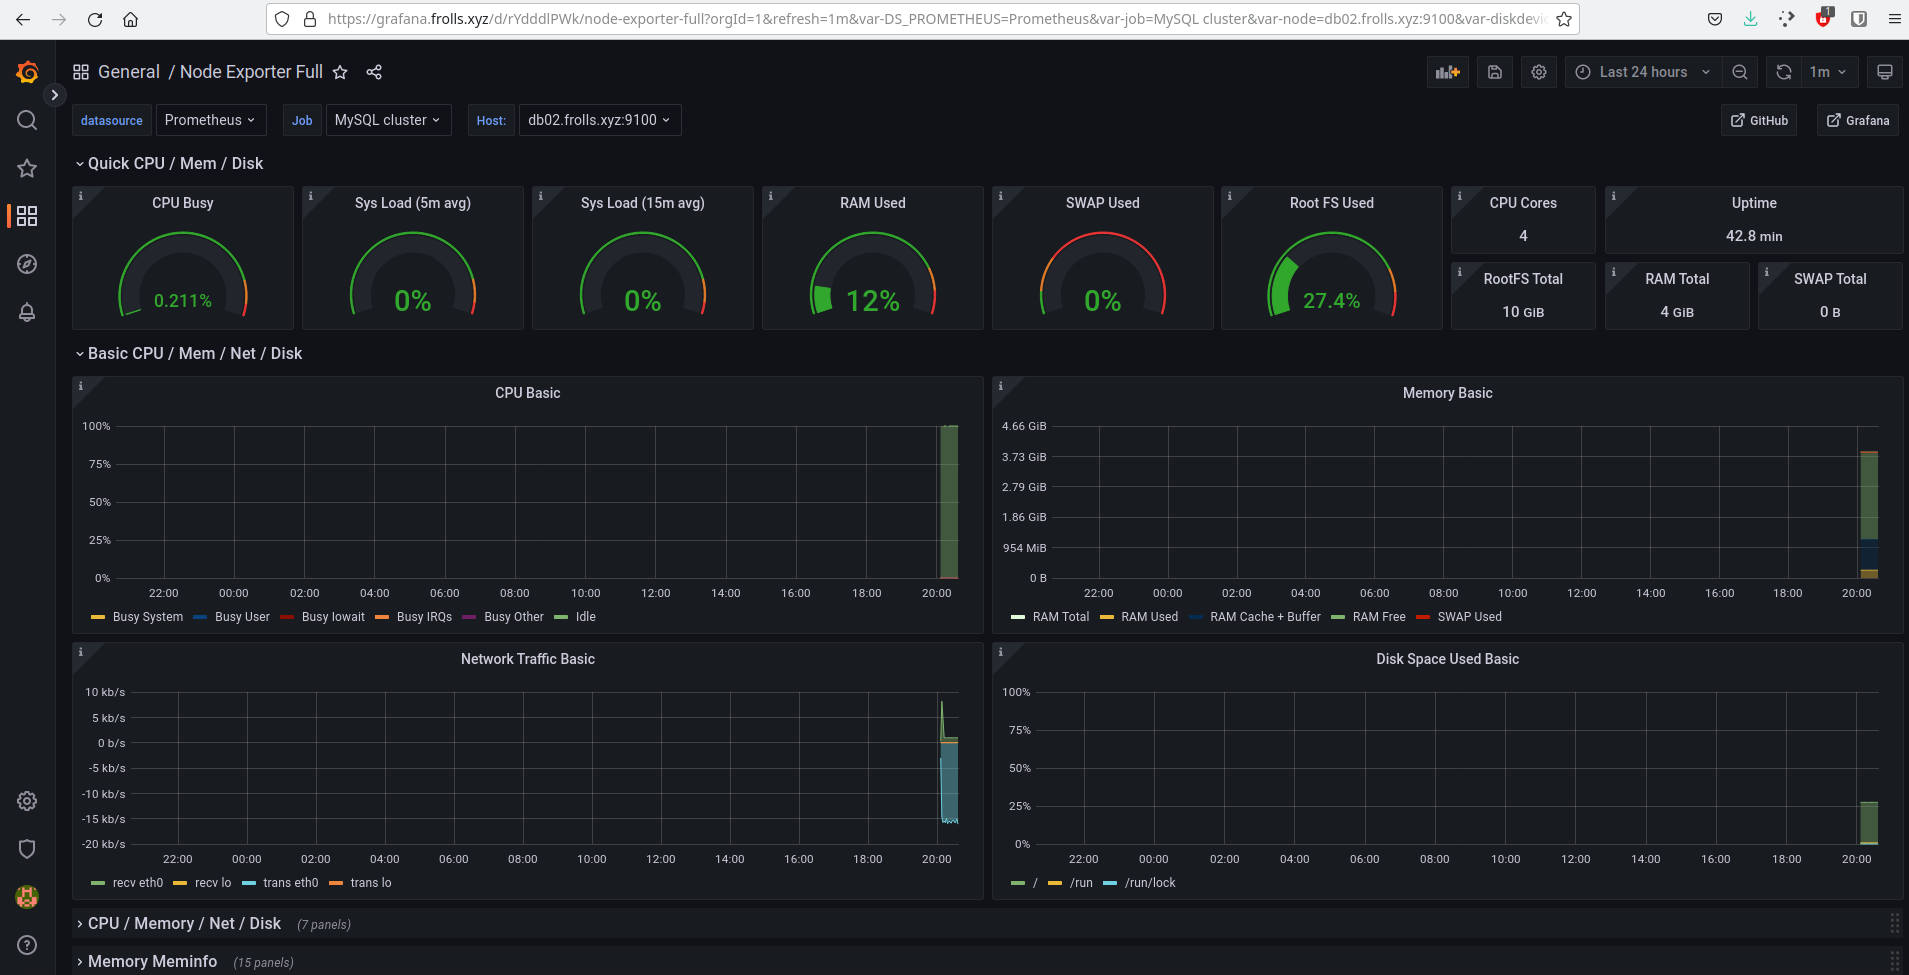 https://grafana.frolls.xyz/d/rYdddlPWk/node-exporter-full?orgId=1&refresh=1m&var-DS_PROMETHEUS=Prometheus&var-job=MySQL cluster&var-node=db02.frolls.xyz:9100&var-diskdevic
1
General / Node Exporter Full
Last 24 hours
1m
datasource Prometheus Job MySQL cluster Host: db02.frolls.xyz:9100
GitHub Grafana
Quick CPU / Mem / Disk
CPU Busy
0.211%
Sys Load (5m avg)
0%
Sys Load (15m avg)
0%
RAM Used
12%
SWAP Used
0%
Root FS Used
27.4%
CPU Cores
4
Uptime
42.8 min
RootFS Total
10 GiB
RAM Total
4 GiB
SWAP Total
0 B
Basic CPU / Mem / Net / Disk
CPU Basic
100%
75%
50%
25%
0%
22:00 00:00 02:00 04:00 06:00 08:00 10:00 12:00 14:00 16:00 18:00 20:00
Busy System Busy User Busy Iowait Busy IRQs Busy Other Idle
Memory Basic
4.66 GiB
3.73 GiB
2.79 GiB
1.86 GiB
954 MiB
0 B
22:00 00:00 02:00 04:00 06:00 08:00 10:00 12:00 14:00 16:00 18:00 20:00
RAM Total RAM Used RAM Cache + Buffer RAM Free SWAP Used
Network Traffic Basic
10 kb/s
5 kb/s
0 b/s
-5 kb/s
-10 kb/s
-15 kb/s
-20 kb/s
22:00 00:00 02:00 04:00 06:00 08:00 10:00 12:00 14:00 16:00 18:00 20:00
recv eth0 recv lo trans eth0 trans lo
Disk Space Used Basic
100%
75%
50%
25%
0%
22:00 00:00 02:00 04:00 06:00 08:00 10:00 12:00 14:00 16:00 18:00 20:00
/ /run /run/lock
CPU / Memory / Net / Disk (7 panels)
Memory Meminfo (15 panels)